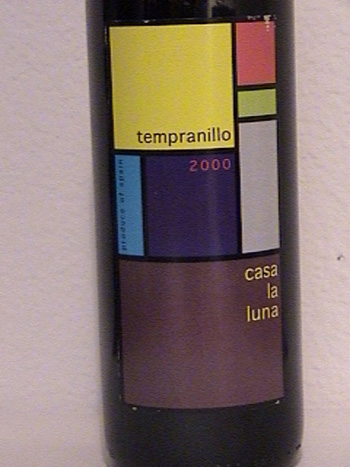 tempranillo
2000
produce of spain
casa
la
luna